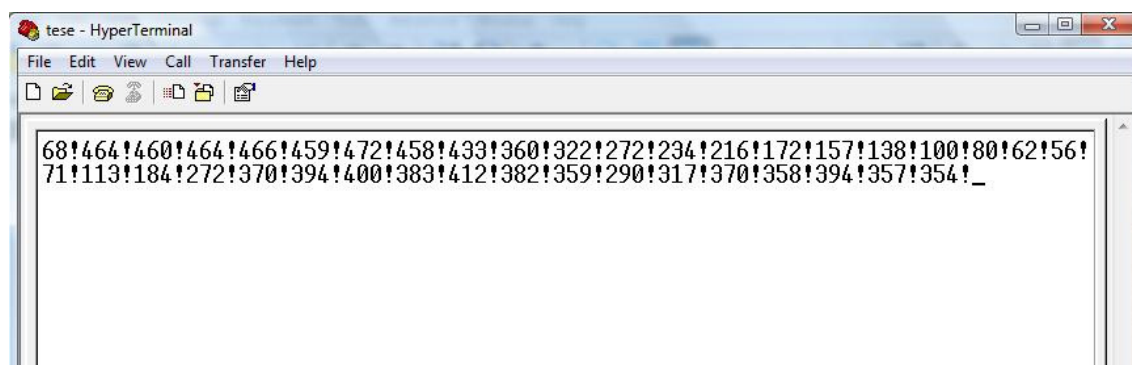 tese - HyperTerminal
File Edit View Call Transfer Help
68!464!460!464!466!459!472!458!433!360!322!272!234!216!172!157!138!100!80!62!56!
71!113!184!272!370!394!400!383!412!382!359!290!317!370!358!394!357!354!_